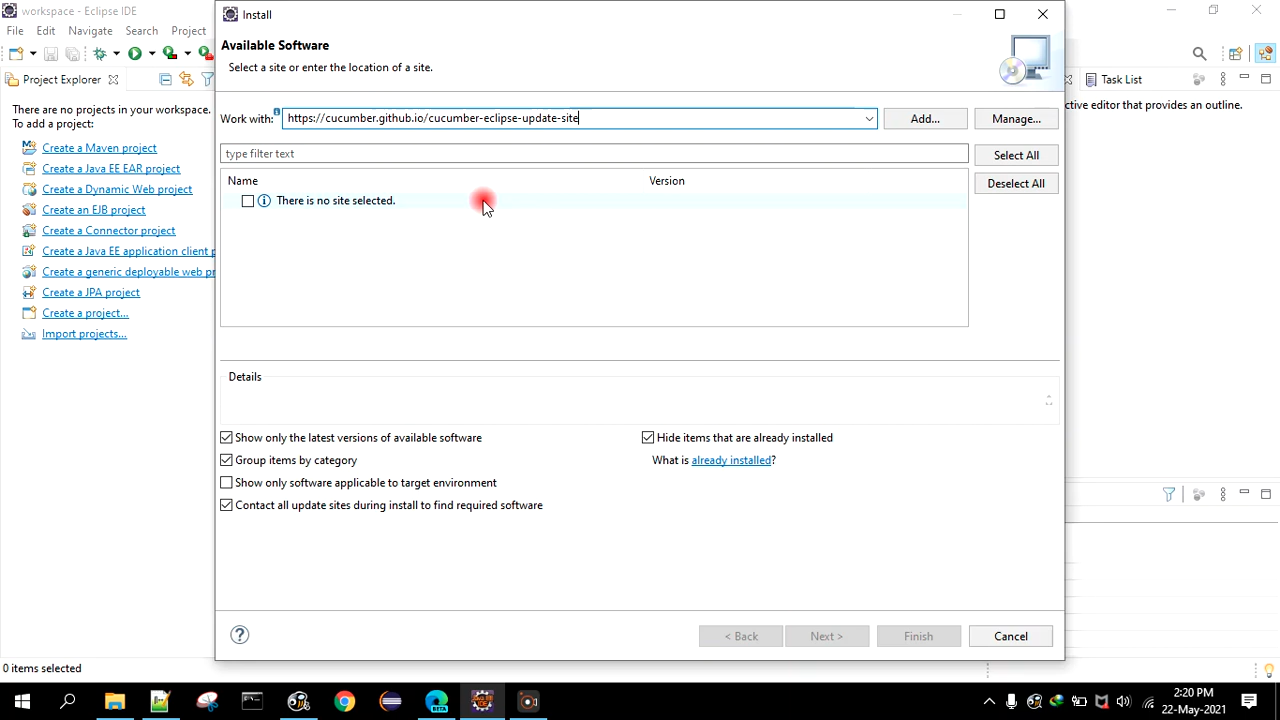 workspace - Eclipse IDE
File Edit Navigate Search Project
Project Explorer
There are no projects in your workspace.
To add a project:
Create a Maven project
Create a Java EE EAR project
Create a Dynamic Web project
Create an EJB project
Create a Connector project
Create a Java EE application client p
Create a generic deployable web pr
Create a JPA project
Create a project...
Import projects...
Install
Available Software
Select a site or enter the location of a site.
Work with: https://cucumber.github.io/cucumber-eclipse-update-site
Add...
Manage...
type filter text
Select All
Deselect All
Name Version
There is no site selected.
Details
Show only the latest versions of available software
Hide items that are already installed
Group items by category
What is already installed?
Show only software applicable to target environment
Contact all update sites during install to find required software
< Back Next > Finish Cancel
Task List
ctive editor that provides an outline.
0 items selected
BETA
JAVA EE
IDE
2:20 PM
22-May-2021